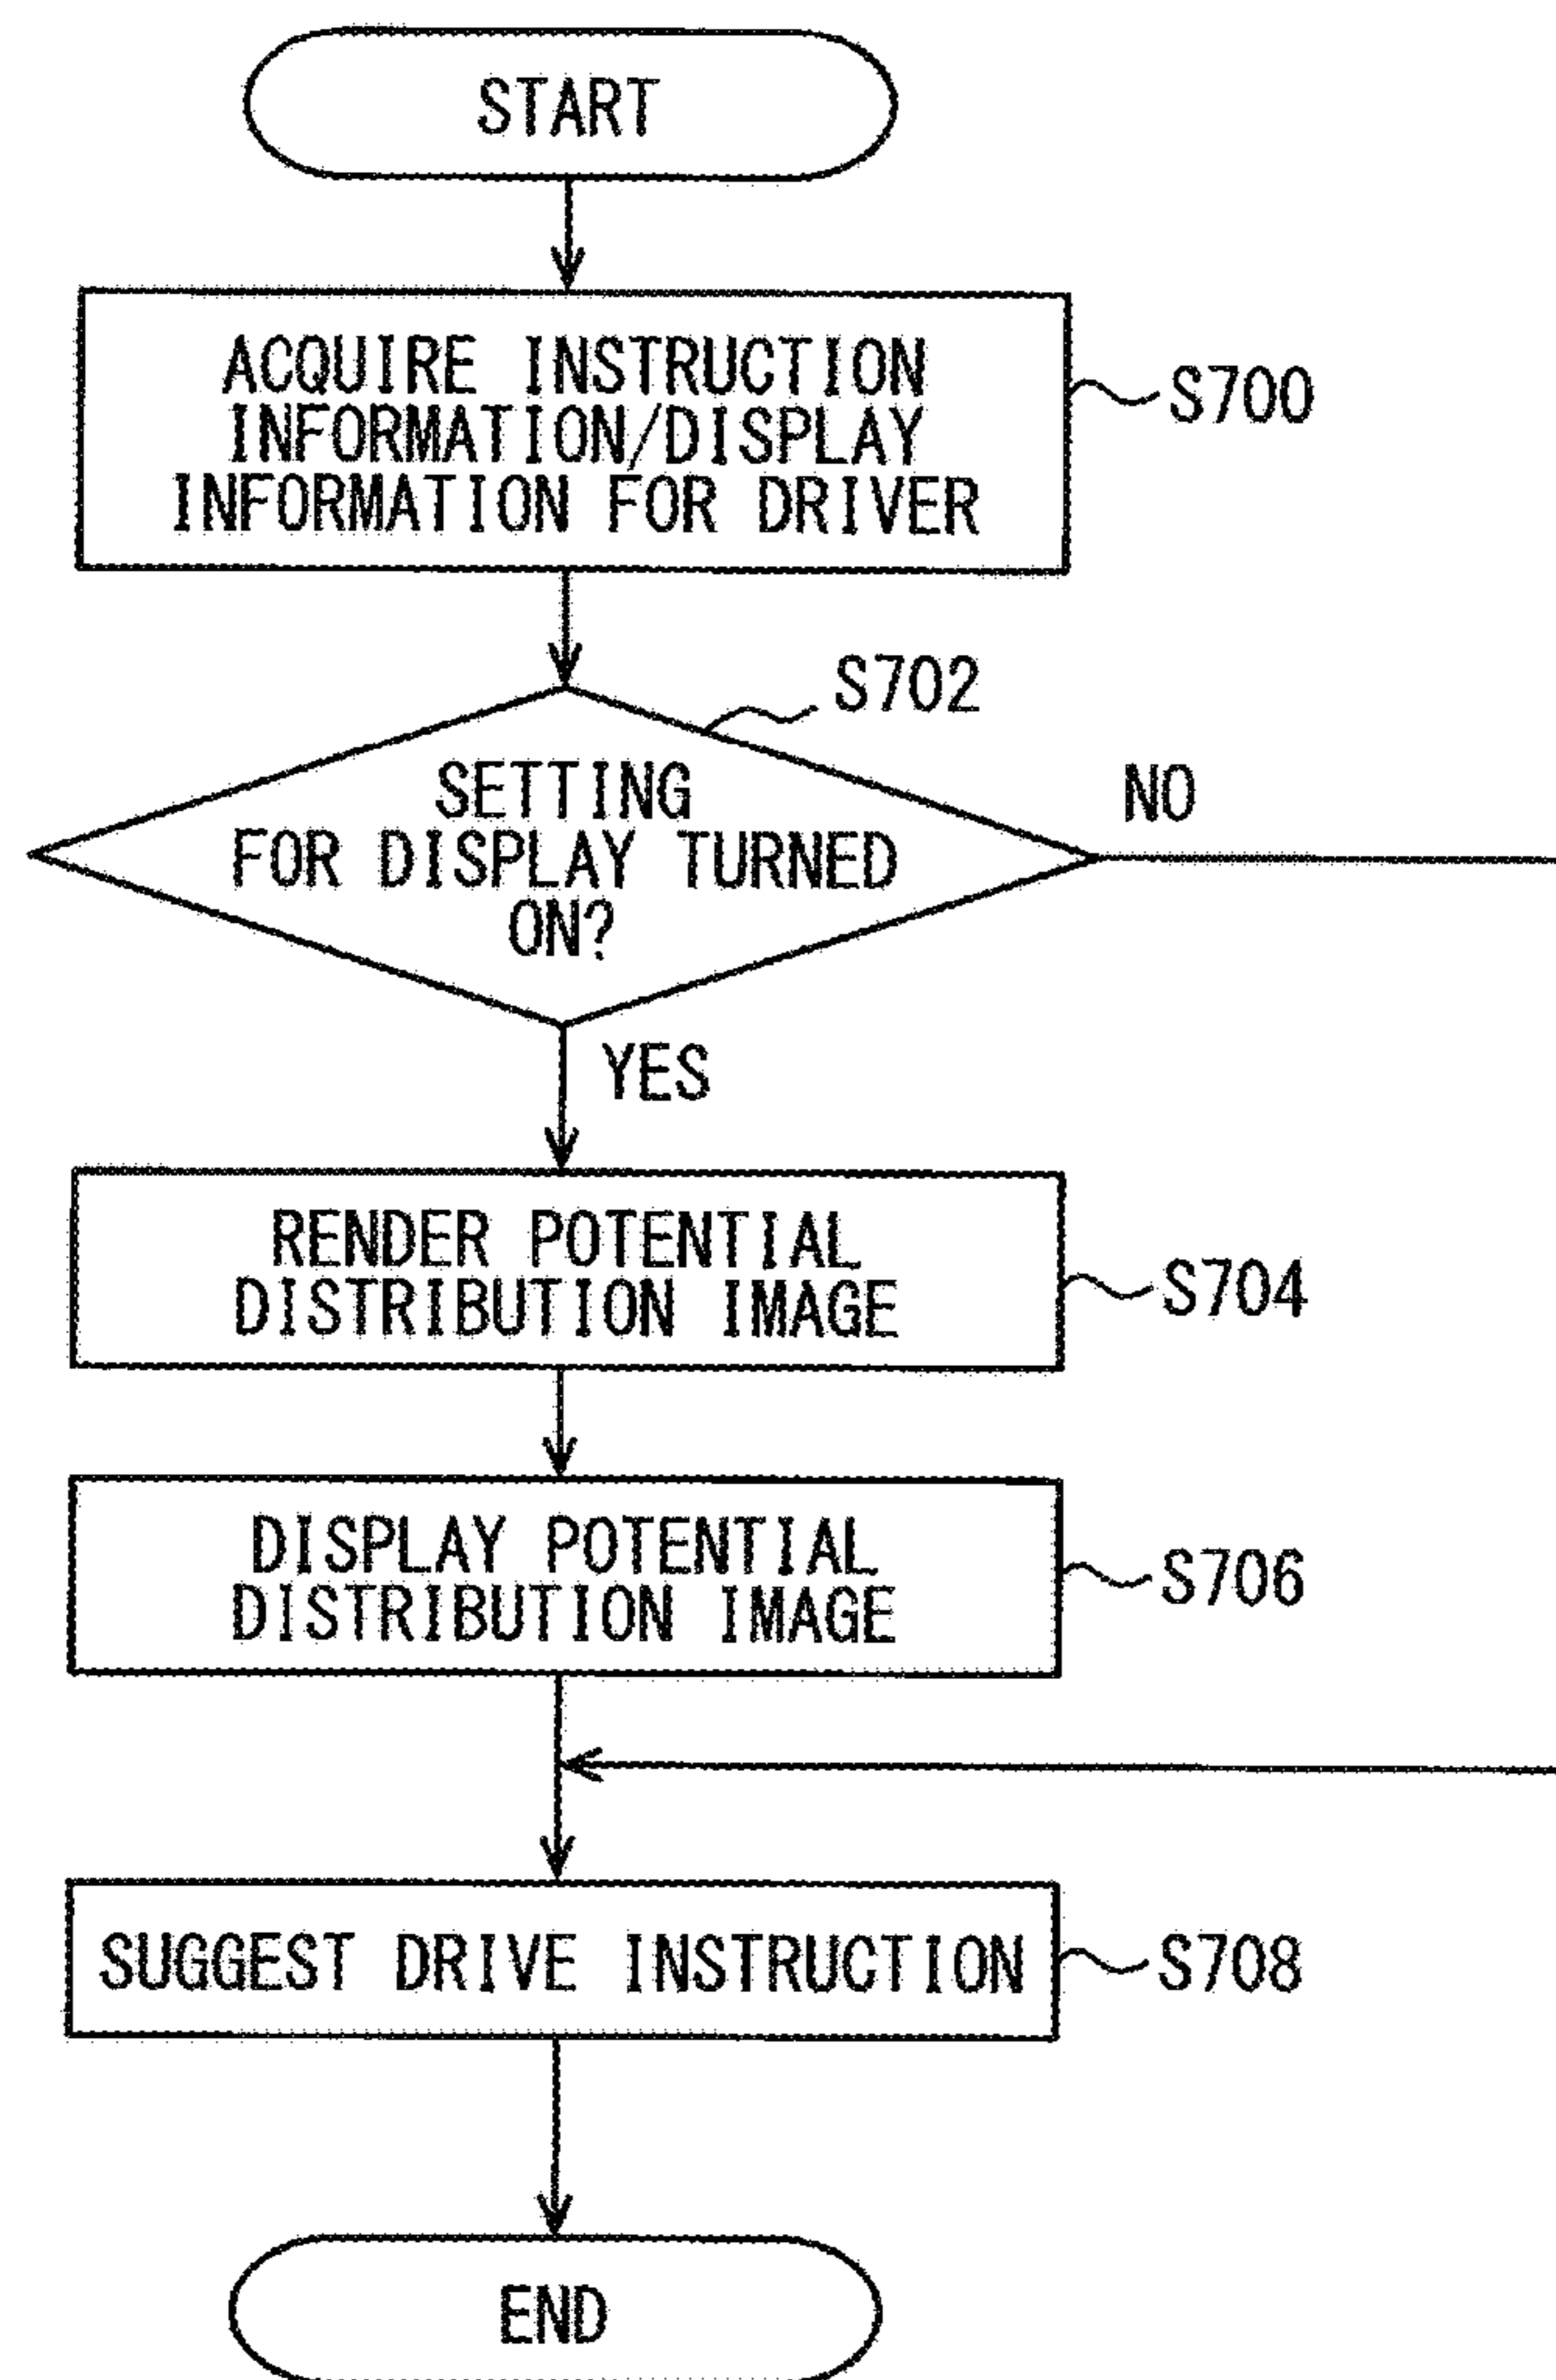 START
ACQUIRE INSTRUCTION
INFORMATION/DISPLAY
INFORMATION FOR DRIVER
S700
S702
SETTING
FOR DISPLAY TURNED
ON?
NO
YES
RENDER POTENTIAL
DISTRIBUTION IMAGE
S704
DISPLAY POTENTIAL
DISTRIBUTION IMAGE
S706
SUGGEST DRIVE INSTRUCTION
S708
END